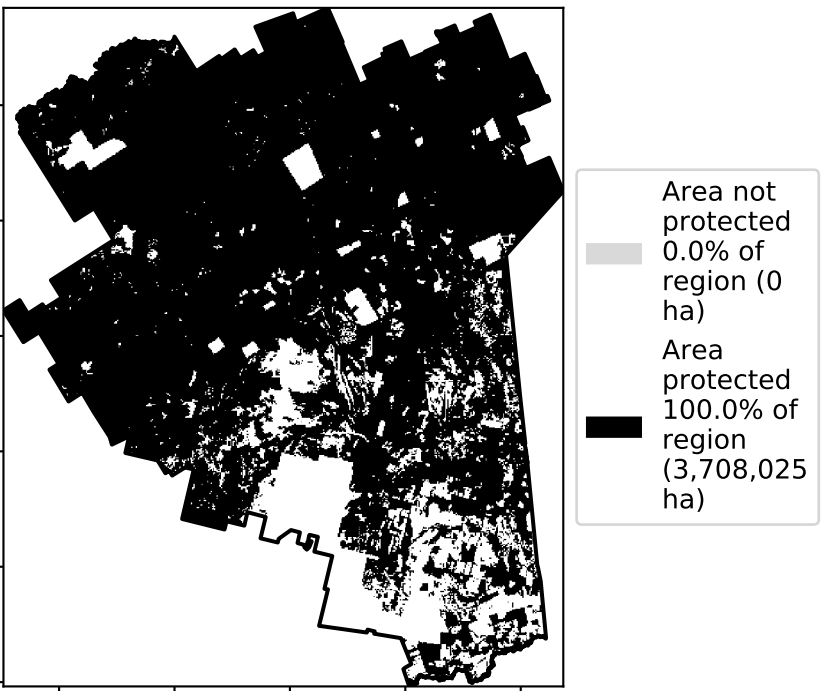 Area not
protected
0.0% of
region (0
ha)
Area
protected
100.0% of
region
(3,708,025
ha)